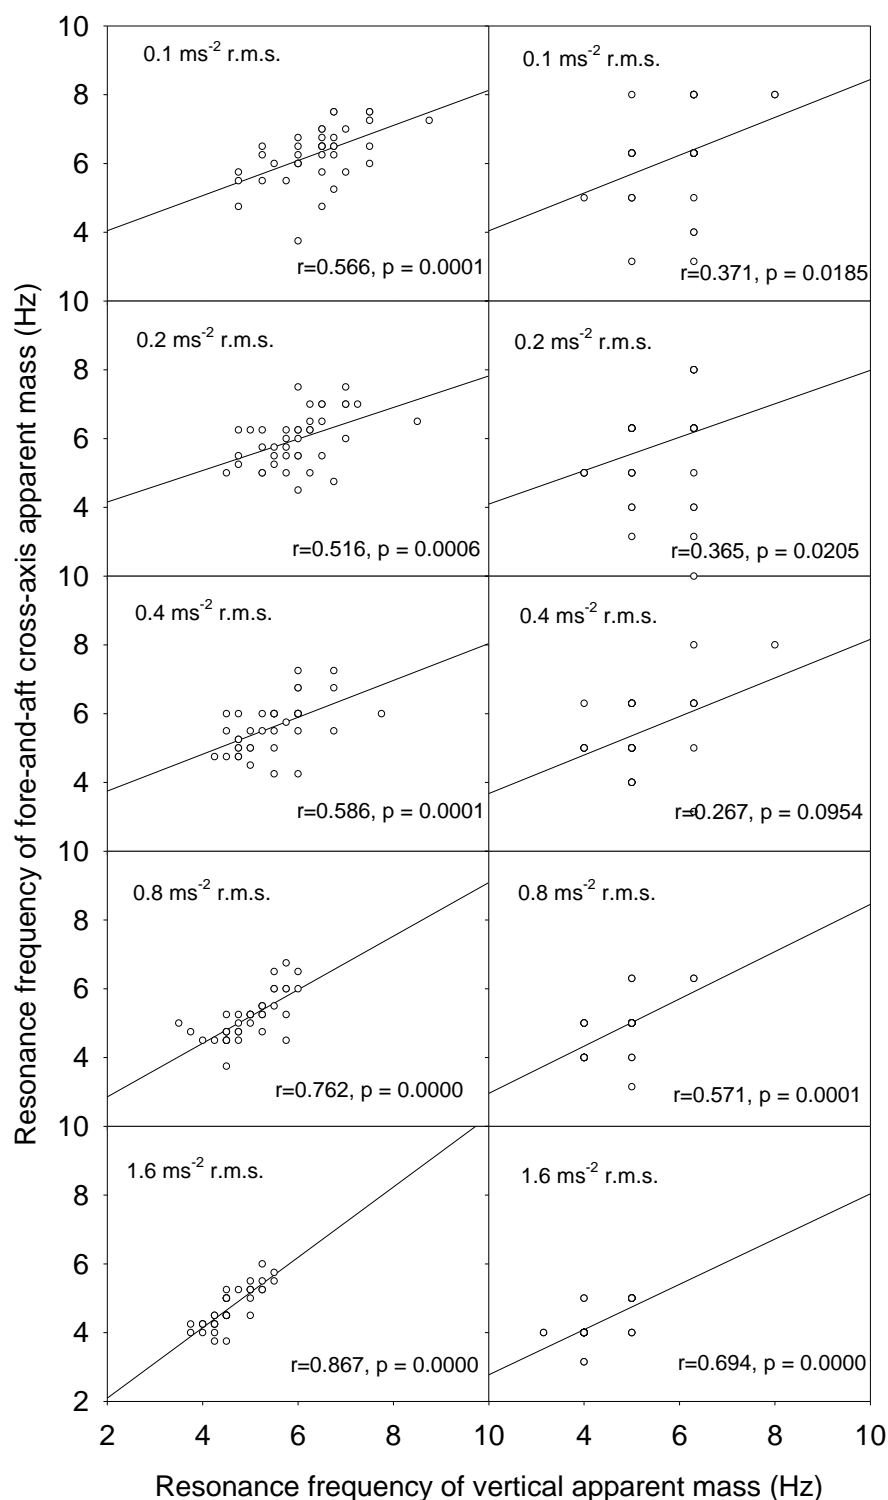 Resonance frequency of fore-and-aft cross-axis apparent mass (Hz)
10
8
6
4
0.1 ms-2 r.m.s.
r=0.566, p = 0.0001
0.1 ms-2 r.m.s.
r=0.371, p = 0.0185
10
8
6
4
0.2 ms-2 r.m.s.
r=0.516, p = 0.0006
0.2 ms-2 r.m.s.
r=0.365, p = 0.0205
10
8
6
4
0.4 ms-2 r.m.s.
r=0.586, p = 0.0001
0.4 ms-2 r.m.s.
r=0.267, p = 0.0954
10
8
6
4
0.8 ms-2 r.m.s.
r=0.762, p = 0.0000
0.8 ms-2 r.m.s.
r=0.571, p = 0.0001
10
8
6
4
2
1.6 ms-2 r.m.s.
r=0.867, p = 0.0000
1.6 ms-2 r.m.s.
r=0.694, p = 0.0000
2 4 6 8 10 4 6 8 10
Resonance frequency of vertical apparent mass (Hz)